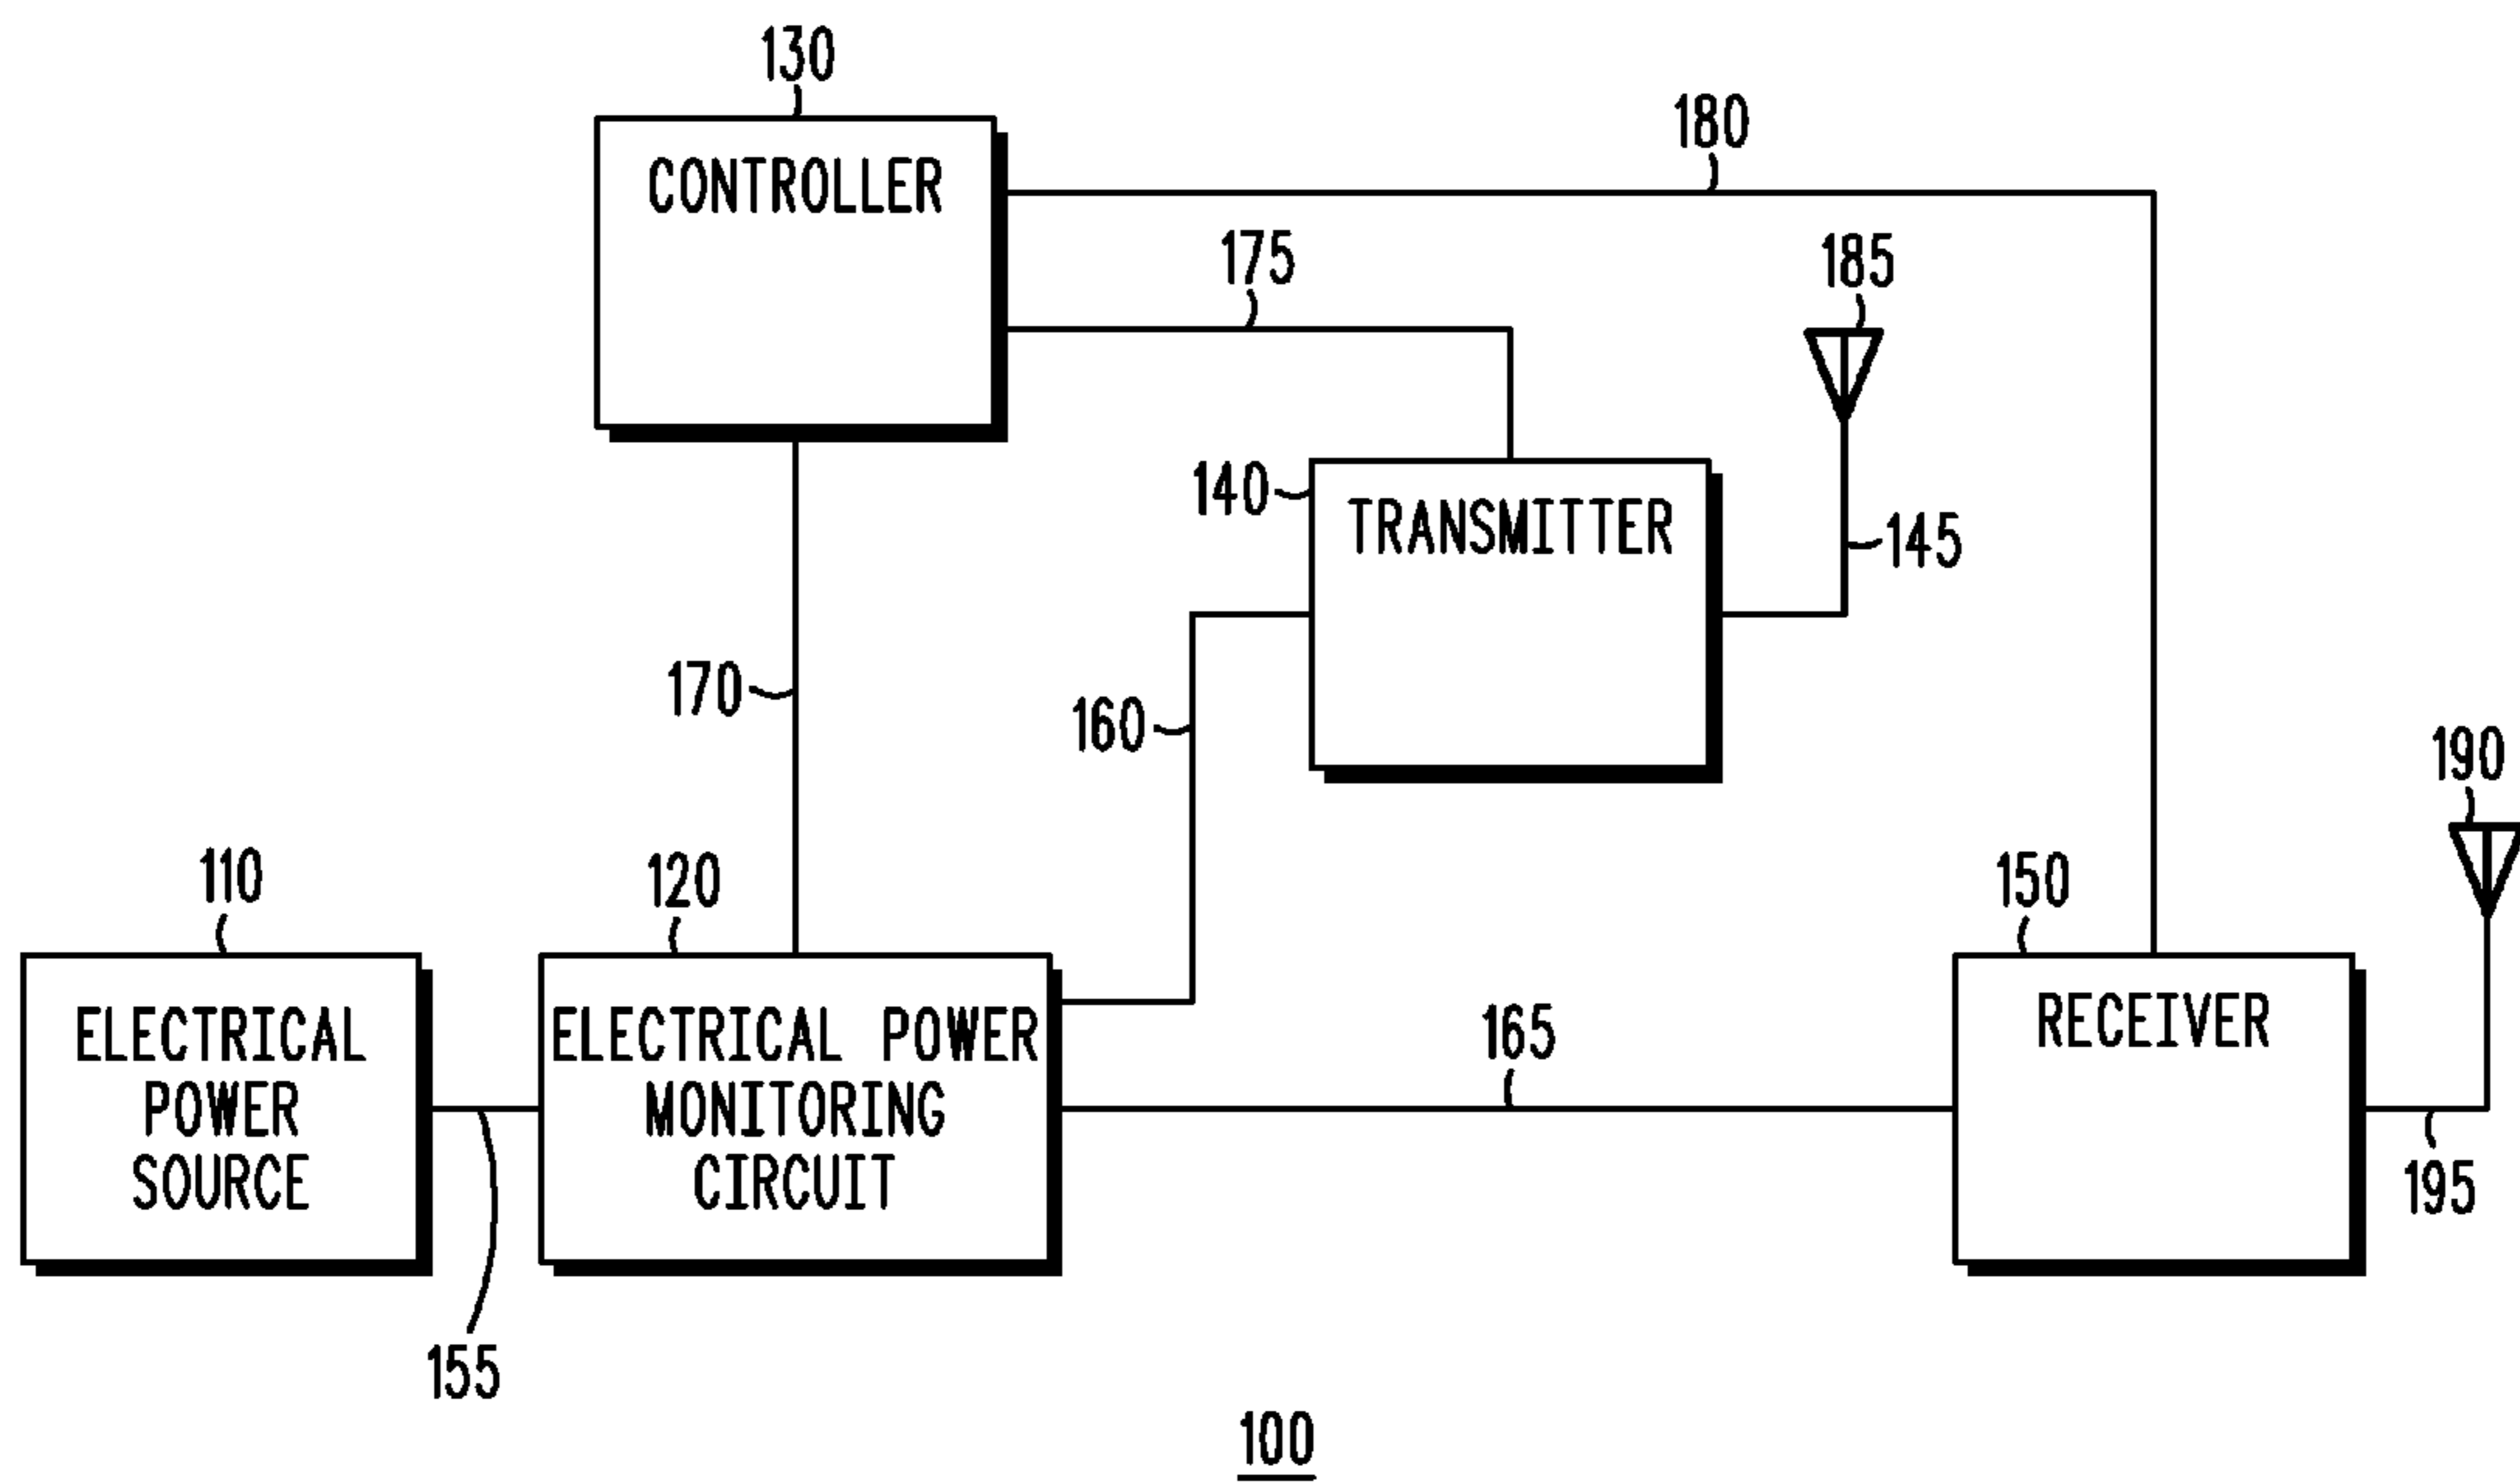 130
CONTROLLER
180
175
185
140
TRANSMITTER
145
170
160
190
110
120
150
ELECTRICAL
POWER
SOURCE
ELECTRICAL POWER
MONITORING
CIRCUIT
165
RECEIVER
195
155
100